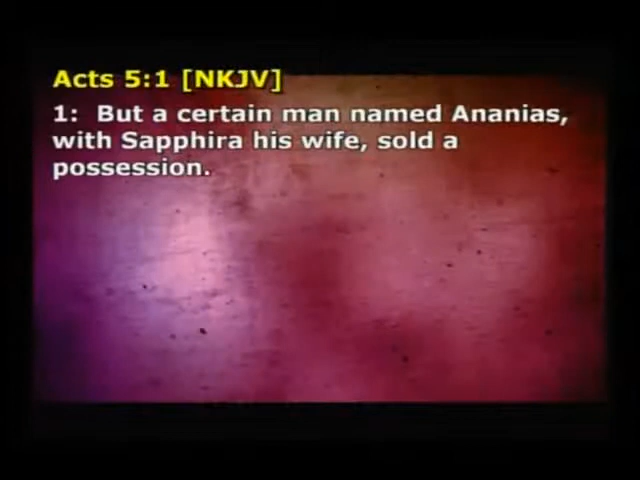 Acts 5:1 [NKJV]
1:  But a certain man named Ananias,
with Sapphira his wife, sold a
possession.